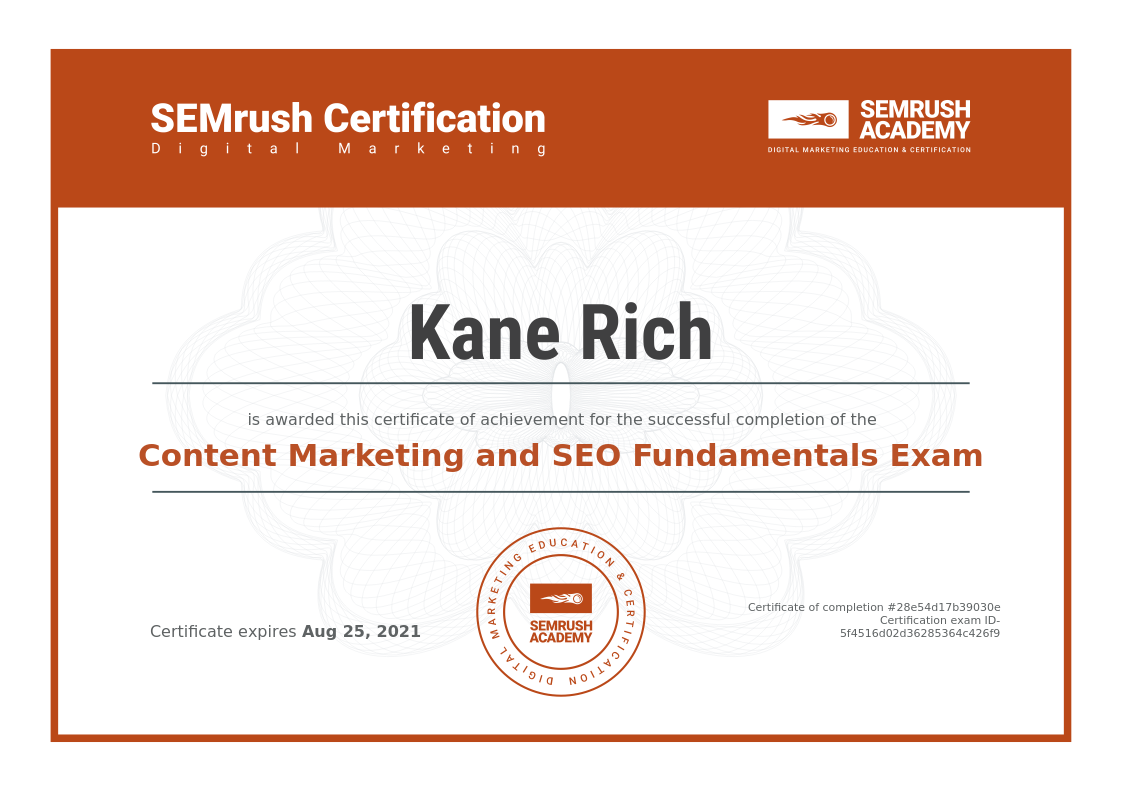 SEMrush Certification
Digital Marketing
SEMRUSH
ACADEMY
DIGITAL MARKETING EDUCATION & CERTIFICATION
Kane Rich
is awarded this certificate of achievement for the successful completion of the
Content Marketing and SEO Fundamentals Exam
Certificate expires Aug 25, 2021
DIGITAL MARKETING EDUCATION & CERTIFICATION
SEMRUSH
ACADEMY
Certificate of completion #28e54d17b39030e
Certification exam ID-
5f4516d02d36285364c426f9